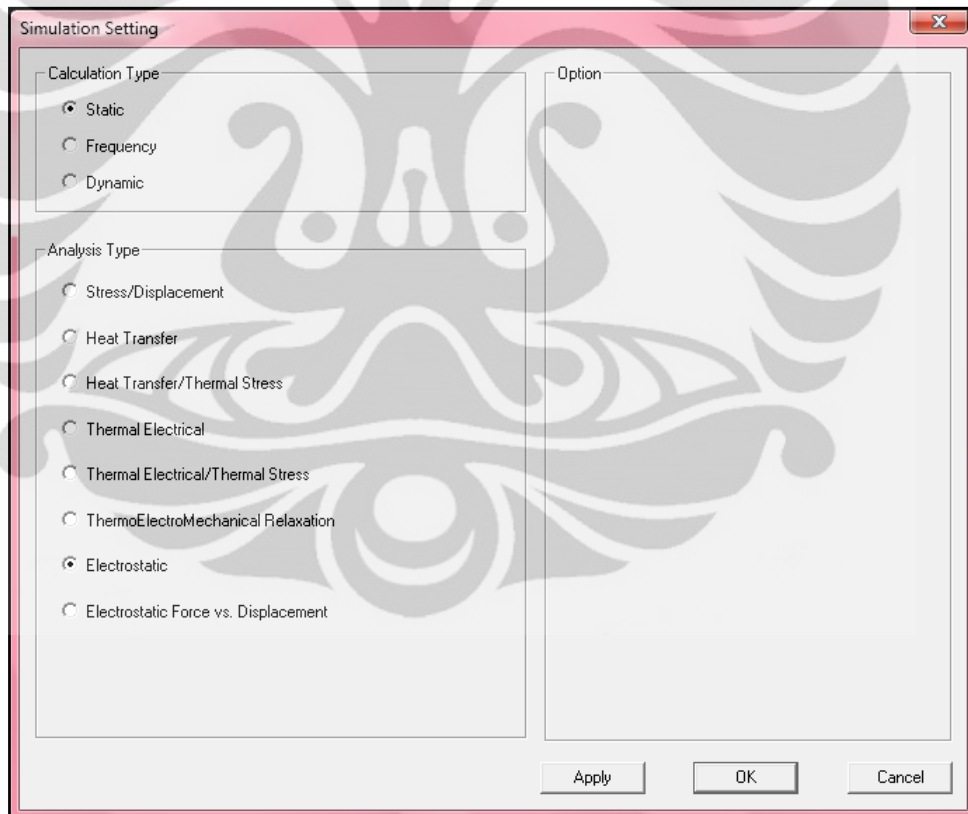 Simulation Setting
Calculation Type
Static
Frequency
Dynamic
Analysis Type
Stress/Displacement
Heat Transfer
Heat Transfer/Thermal Stress
Thermal Electrical
Thermal Electrical/Thermal Stress
ThermoElectroMechanical Relaxation
Electrostatic
Electrostatic Force vs. Displacement
Option
Apply OK Cancel